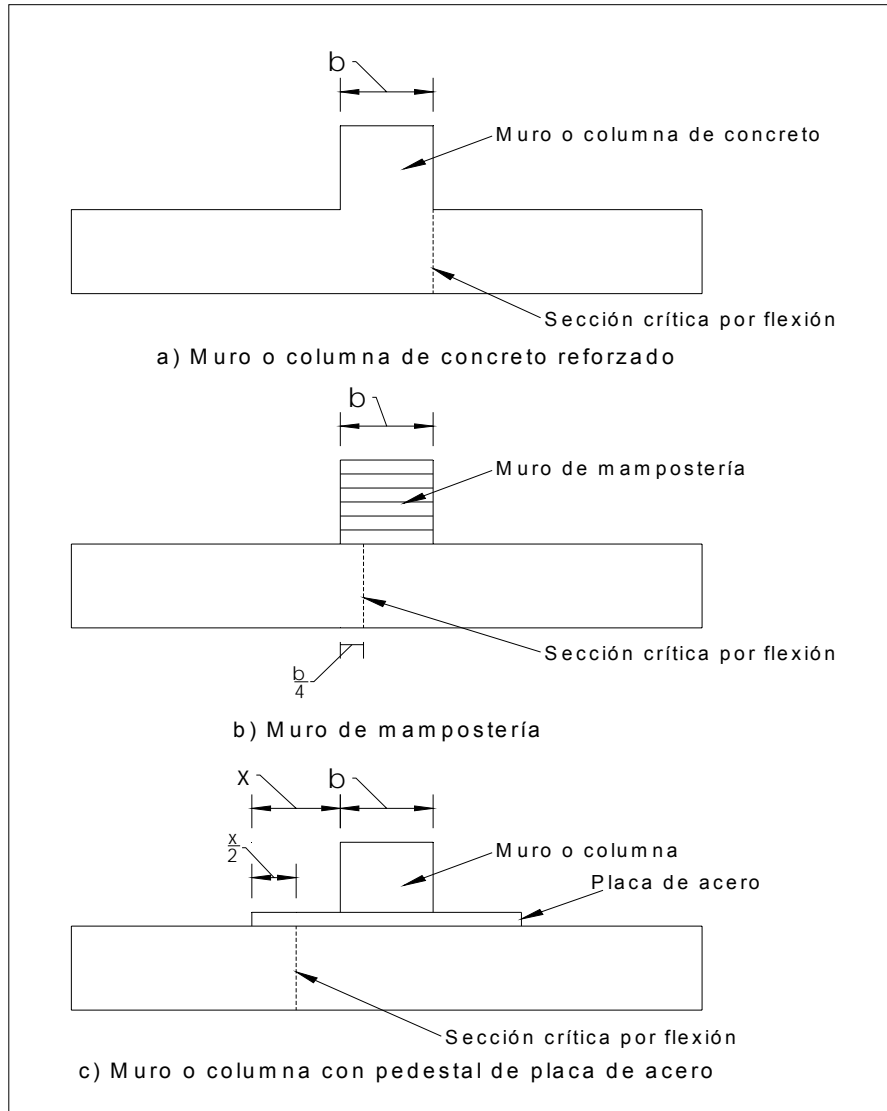 b
Muro o columna de concreto
Sección crítica por flexión
a) Muro o columna de concreto reforzado
b
Muro de mampostería
Sección crítica por flexión
b
4
b) Muro de mampostería
x
b
x
2
Muro o columna
Placa de acero
Sección crítica por flexión
c) Muro o columna con pedestal de placa de acero